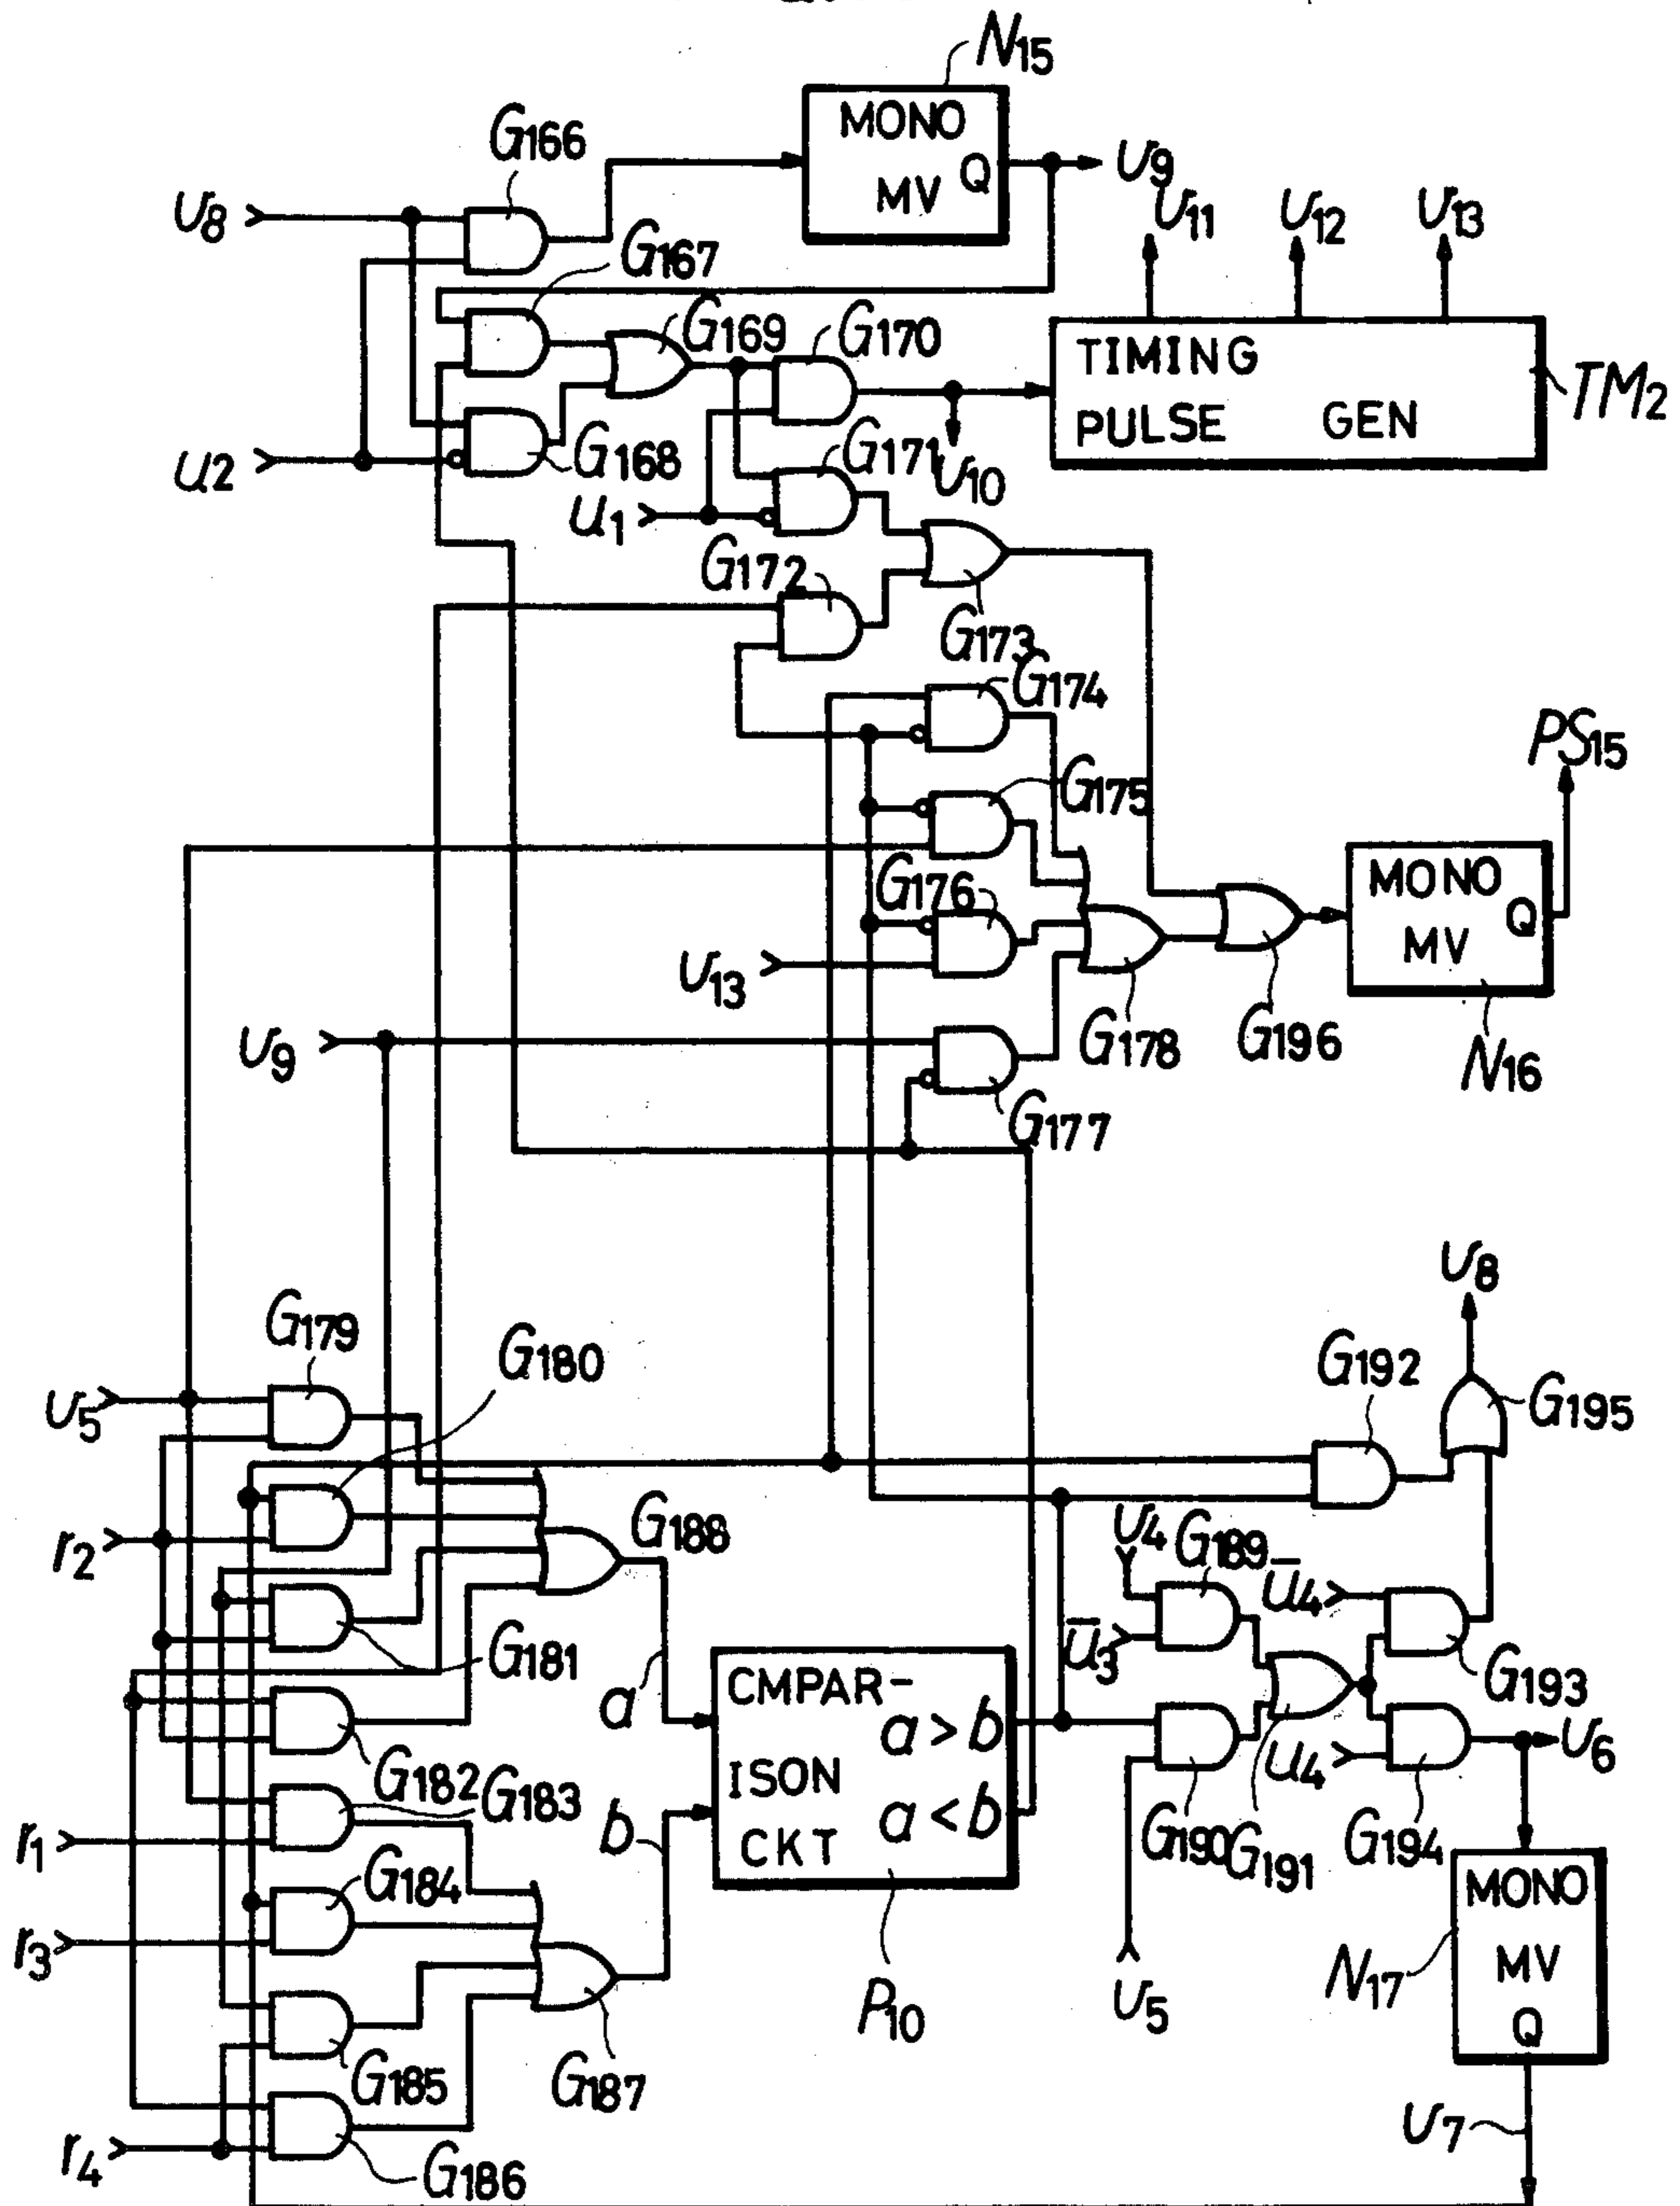 N15
MONO
MV Q
G166
U8
U9
U11 U12 U13
G167
G169
G170
TIMING
PULSE GEN
TM2
G168
u2
G171
U10
u1
G172
G173
G174
PS15
G175
G176
MONO
MV Q
U13
U9
G178
G196
N16
G177
U8
G179
G180
G192
U5
G195
r2
G188
U4
G189
u̅4
G181
a
u̅3
CMPAR-
ISON
CKT
a > b
a < b
G193
G182
G183
u4
U6
r1
b
G190
G191
G194
G184
MONO
MV
Q
r3
P10
U5
N17
G185
G187
r4
G186
U7